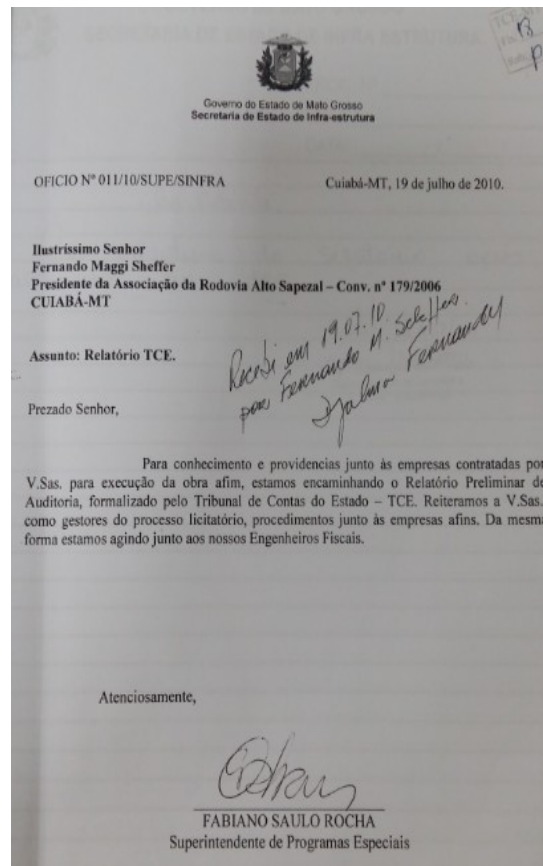 Governo do Estado de Mato Grosso
Secretaria de Estado de Infra-estrutura
OFICIO Nº 011/10/SUPE/SINFRA
Cuiabá-MT, 19 de julho de 2010.
Ilustríssimo Senhor
Fernando Maggi Sheffer
Presidente da Associação da Rodovia Alto Sapezal – Conv. nº 179/2006
CUIABÁ-MT
Recebi em 19.07.10.
por Fernando M. Scheffer.
Djalma Fernandes
Assunto: Relatório TCE.
Prezado Senhor,
Para conhecimento e providencias junto às empresas contratadas por
V.Sas. para execução da obra afim, estamos encaminhando o Relatório Preliminar de
Auditoria, formalizado pelo Tribunal de Contas do Estado – TCE. Reiteramos a V.Sas.
como gestores do processo licitatório, procedimentos junto às empresas afins. Da mesma
forma estamos agindo junto aos nossos Engenheiros Fiscais.
Atenciosamente,
FABIANO SAULO ROCHA
Superintendente de Programas Especiais